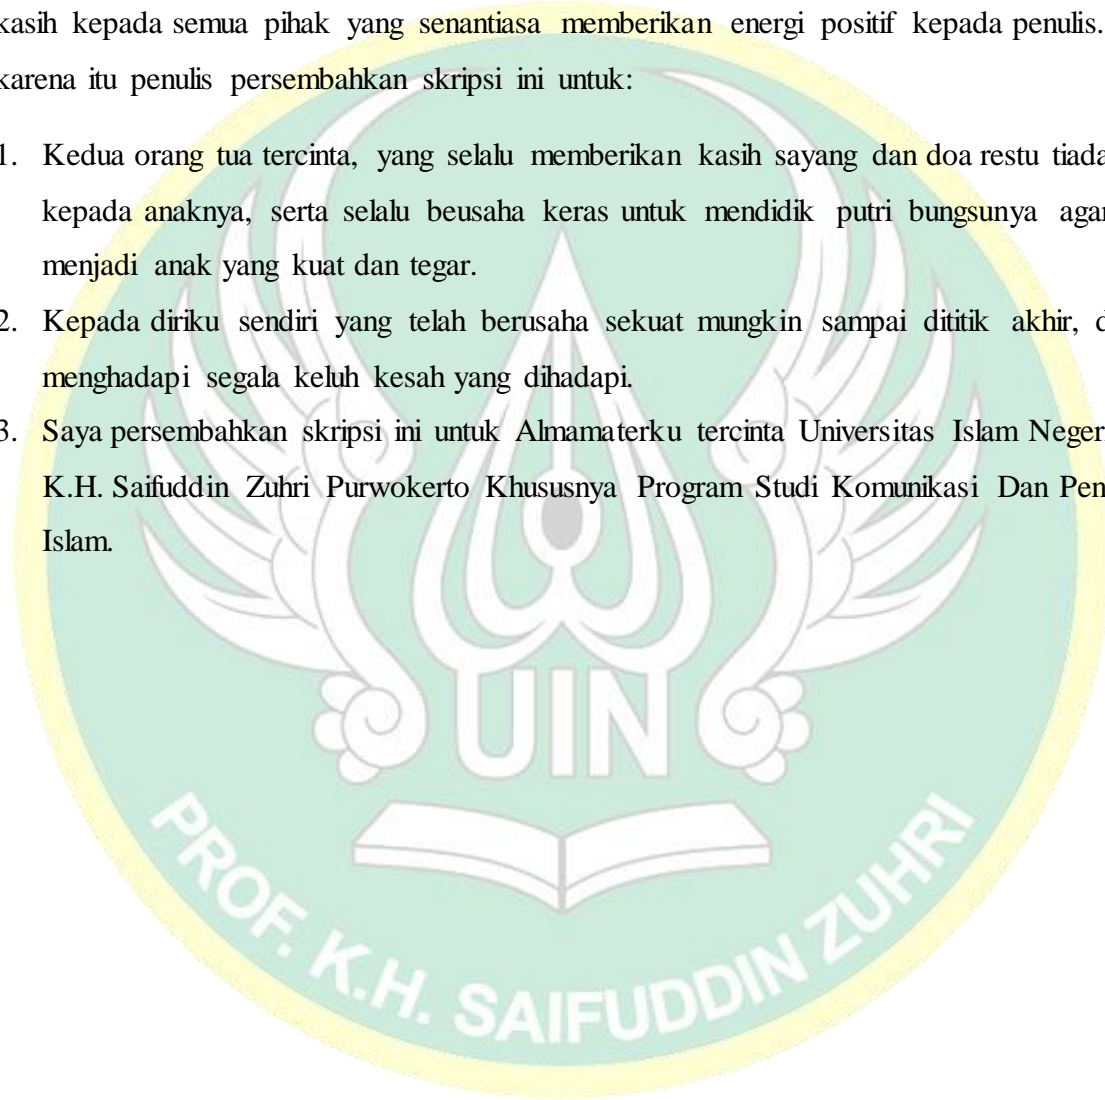 kasih kepada semua pihak yang senantiasa memberikan energi positif kepada penulis.
karena itu penulis persembahkan skripsi ini untuk:
1. Kedua orang tua tercinta, yang selalu memberikan kasih sayang dan doa restu tiada
kepada anaknya, serta selalu beusaha keras untuk mendidik putri bungsunya agar
menjadi anak yang kuat dan tegar.
2. Kepada diriku sendiri yang telah berusaha sekuat mungkin sampai dititik akhir,
menghadapi segala keluh kesah yang dihadapi.
3. Saya persembahkan skripsi ini untuk Almamaterku tercinta Universitas Islam Negeri
K.H. Saifuddin Zuhri Purwokerto Khususnya Program Studi Komunikasi Dan
Islam.
UIN
PROF. K.H. SAIFUDDIN ZUHRI